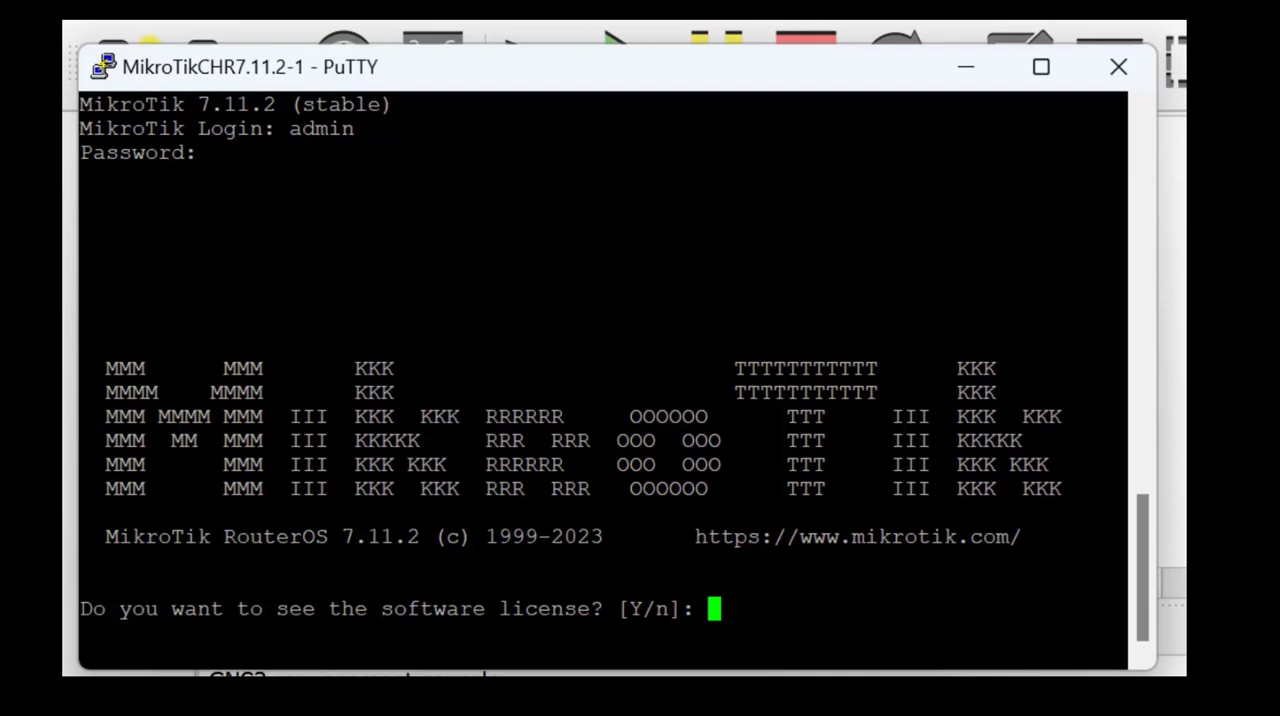 MikroTikCHR7.11.2-1 - PuTTY
MikroTik 7.11.2 (stable)
MikroTik Login: admin
Password:
MMM      MMM       KKK                          TTTTTTTTTTT      KKK
MMMM    MMMM       KKK                          TTTTTTTTTTT      KKK
MMM MMMM MMM  III  KKK  KKK  RRRRRR     OOOOOO      TTT     III  KKK  KKK
MMM  MM  MMM  III  KKKKK     RRR  RRR  OOO  OOO     TTT     III  KKKKK
MMM      MMM  III  KKK KKK   RRRRRR    OOO  OOO     TTT     III  KKK KKK
MMM      MMM  III  KKK  KKK  RRR  RRR   OOOOOO      TTT     III  KKK  KKK
MikroTik RouterOS 7.11.2 (c) 1999-2023       https://www.mikrotik.com/
Do you want to see the software license? [Y/n]: